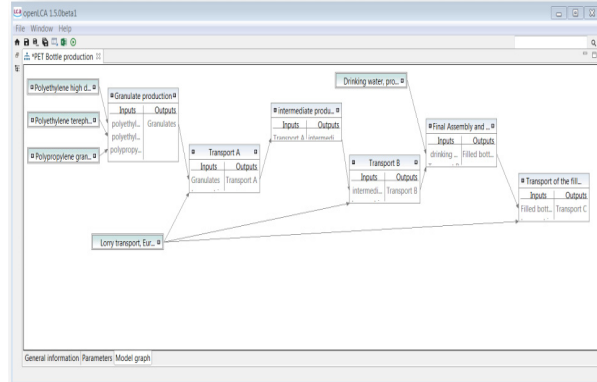 openLCA 1.5.0beta1
File Window Help
*PET Bottle production
Polyethylene high d...
Polyethylene tereph...
Polypropylene gran...
Granulate production
Inputs Outputs
polyethyl... Granulates
polyethyl...
polypropy...
Transport A
Inputs Outputs
Granulates Transport A
intermediate produ...
Inputs Outputs
Transport A intermedi...
Drinking water, pro...
Transport B
Inputs Outputs
intermedi... Transport B
Final Assembly and ...
Inputs Outputs
drinking ... Filled bott...
Transport of the fill...
Inputs Outputs
Filled bott... Transport C
Lorry transport, Eur...
General information Parameters Model graph